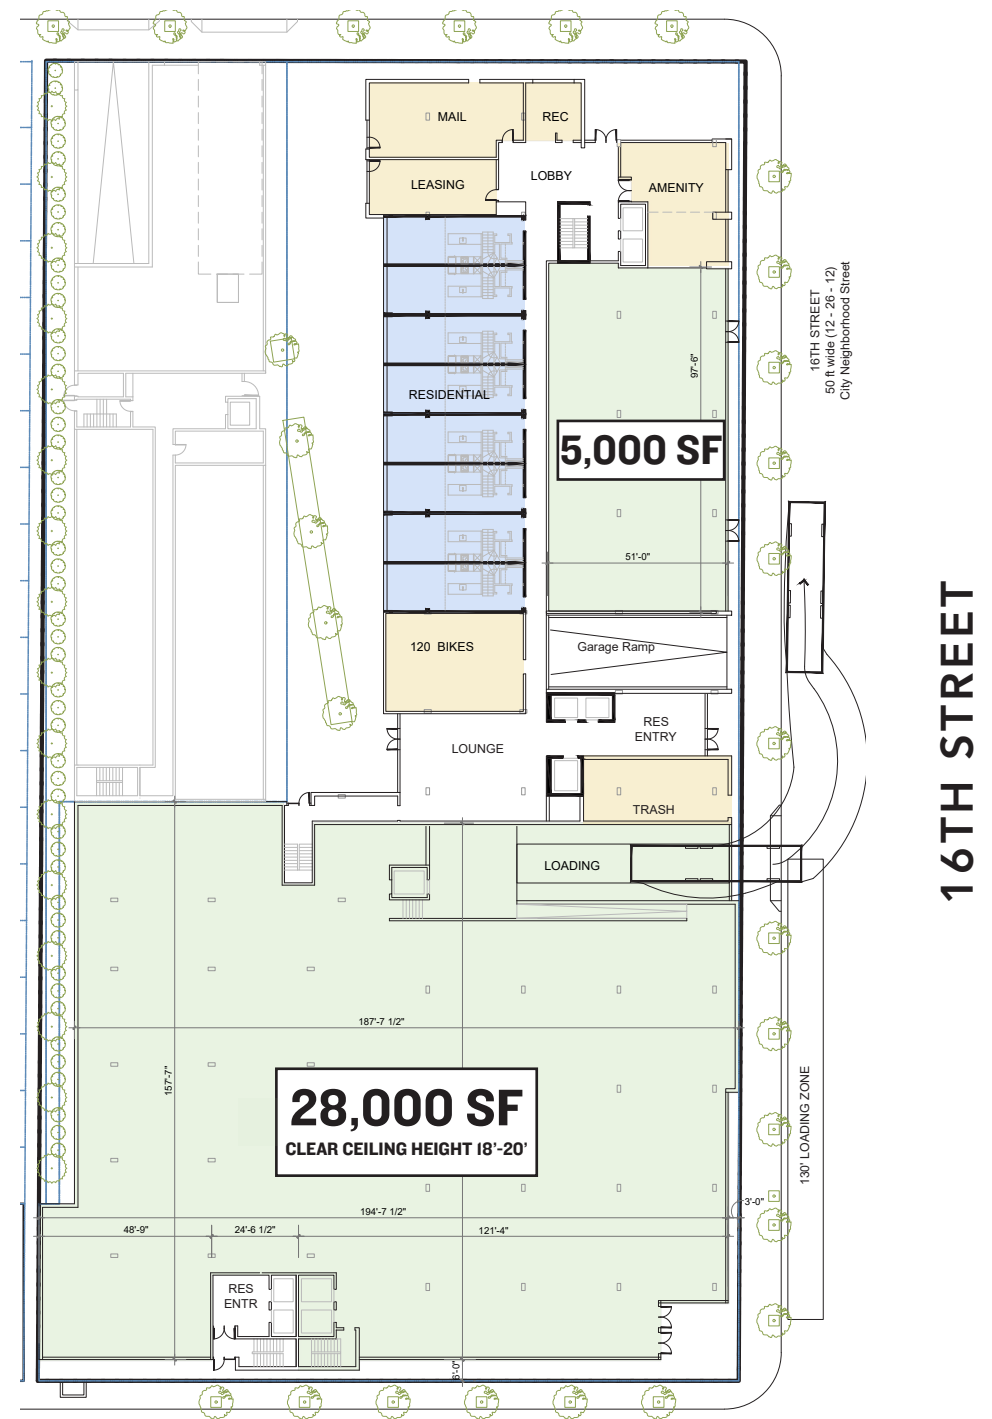 MAIL
REC
LOBBY
LEASING
AMENITY
16TH STREET
50 ft wide (12 - 26 - 12)
City Neighborhood Street
97'-6"
RESIDENTIAL
5,000 SF
51'-0"
120 BIKES
Garage Ramp
RES
ENTRY
LOUNGE
TRASH
LOADING
16TH STREET
187'-7 1/2"
157'-7"
28,000 SF
CLEAR CEILING HEIGHT 18'-20'
130' LOADING ZONE
3'-0"
194'-7 1/2"
48'-9"
24'-6 1/2"
121'-4"
RES
ENTR
6'-0"